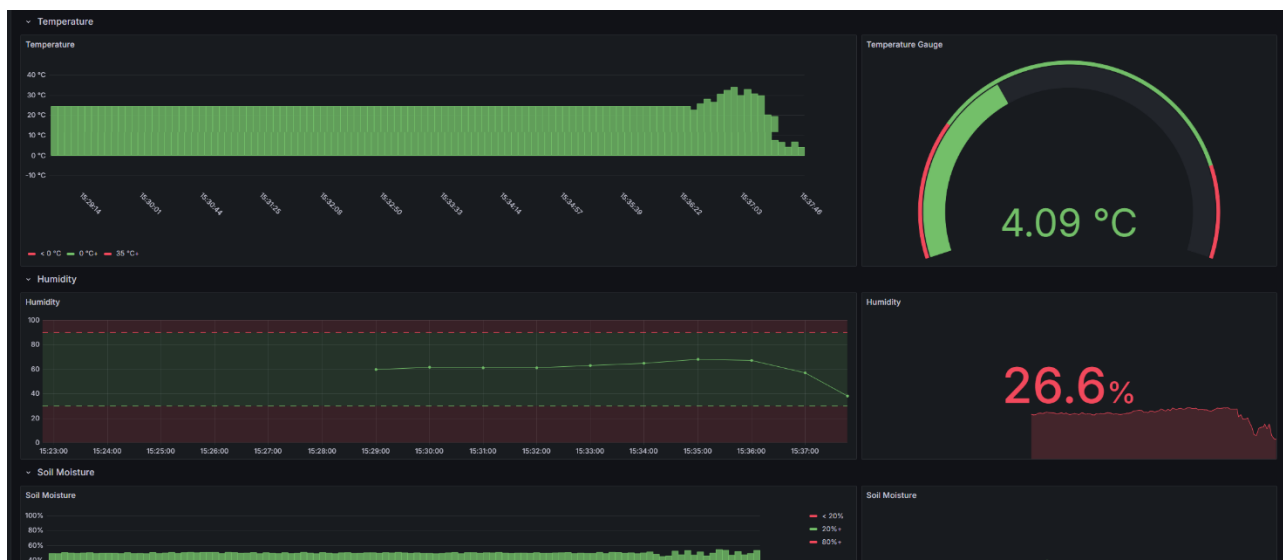 Temperature
Temperature
40 °C
30 °C
20 °C
10 °C
0 °C
-10 °C
15:29:14 15:30:01 15:30:44 15:31:25 15:32:08 15:32:50 15:33:33 15:34:14 15:34:57 15:35:39 15:36:22 15:37:03 15:37:46
< 0 °C 0 °C+ 35 °C+
Temperature Gauge
4.09 °C
Humidity
Humidity
100
80
60
40
20
0
15:23:00 15:24:00 15:25:00 15:26:00 15:27:00 15:28:00 15:29:00 15:30:00 15:31:00 15:32:00 15:33:00 15:34:00 15:35:00 15:36:00 15:37:00
Humidity
26.6%
Soil Moisture
Soil Moisture
100%
80%
60%
40%
< 20%
20%+
80%+
Soil Moisture